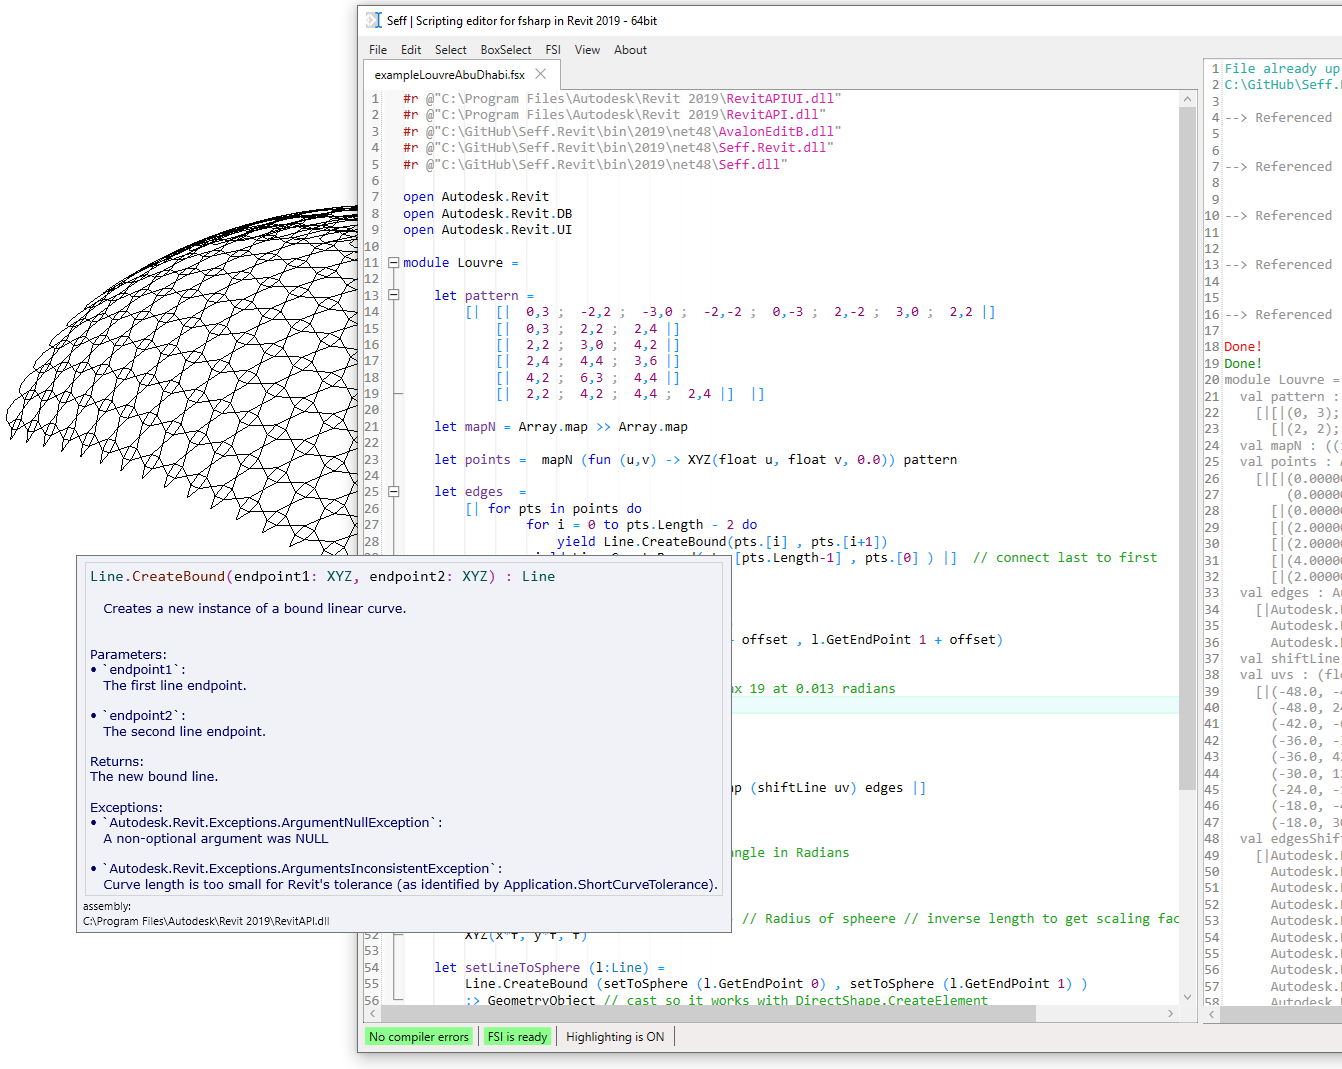 Seff | Scripting editor for fsharp in Revit 2019 - 64bit
File Edit Select BoxSelect FSI View About
exampleLouvreAbuDhabi.fsx
1 #r @"C:\Program Files\Autodesk\Revit 2019\RevitAPIUI.dll"
2 #r @"C:\Program Files\Autodesk\Revit 2019\RevitAPI.dll"
3 #r @"C:\GitHub\Seff.Revit\bin\2019\net48\AvalonEditB.dll"
4 #r @"C:\GitHub\Seff.Revit\bin\2019\net48\Seff.Revit.dll"
5 #r @"C:\GitHub\Seff.Revit\bin\2019\net48\Seff.dll"
6
7 open Autodesk.Revit
8 open Autodesk.Revit.DB
9 open Autodesk.Revit.UI
10
11 module Louvre =
12
13 let pattern =
14 [| [| 0,3 ; -2,2 ; -3,0 ; -2,-2 ; 0,-3 ; 2,-2 ; 3,0 ; 2,2 |]
15 [| 0,3 ; 2,2 ; 2,4 |]
16 [| 2,2 ; 3,0 ; 4,2 |]
17 [| 2,4 ; 4,4 ; 3,6 |]
18 [| 4,2 ; 6,3 ; 4,4 |]
19 [| 2,2 ; 4,2 ; 4,4 ; 2,4 |] |]
20
21 let mapN = Array.map >> Array.map
22
23 let points = mapN (fun (u,v) -> XYZ(float u, float v, 0.0)) pattern
24
25 let edges =
26 [| for pts in points do
27 for i = 0 to pts.Length - 2 do
28 yield Line.CreateBound(pts.[i] , pts.[i+1])
[pts.Length-1] , pts.[0] ) |] // connect last to first
offset , l.GetEndPoint 1 + offset)
19 at 0.013 radians
(shiftLine uv) edges |]
in Radians
// Radius of spheere // inverse length to get scaling fac
52 XYZ(x*f, y*f, f)
53
54 let setLineToSphere (l:Line) =
55 Line.CreateBound (setToSphere (l.GetEndPoint 0) , setToSphere (l.GetEndPoint 1) )
56 :> GeometryObject // cast so it works with DirectShape.CreateElement
Line.CreateBound(endpoint1: XYZ, endpoint2: XYZ) : Line
Creates a new instance of a bound linear curve.
Parameters:
• `endpoint1`:
The first line endpoint.
• `endpoint2`:
The second line endpoint.
Returns:
The new bound line.
Exceptions:
• `Autodesk.Revit.Exceptions.ArgumentNullException`:
A non-optional argument was NULL
• `Autodesk.Revit.Exceptions.ArgumentsInconsistentException`:
Curve length is too small for Revit's tolerance (as identified by Application.ShortCurveTolerance).
assembly:
C:\Program Files\Autodesk\Revit 2019\RevitAPI.dll
1 File already up
2 C:\GitHub\Seff.
3
4 --> Referenced
5
6
7 --> Referenced
8
9
10 --> Referenced
11
12
13 --> Referenced
14
15
16 --> Referenced
17
18 Done!
19 Done!
20 module Louvre =
21 val pattern :
22 [|[|(0, 3);
23 [|(2, 2);
24 val mapN : ((
25 val points :
26 [|[|(0.0000
27 (0.0000
28 [|(0.0000
29 [|(2.0000
30 [|(2.0000
31 [|(4.0000
32 [|(2.0000
33 val edges :
34 [|Autodesk.
35 Autodesk.
36 Autodesk.
37 val shiftLine
38 val uvs : (fl
39 [|(-48.0, -
40 (-48.0, 24
41 (-42.0, -
42 (-36.0, -
43 (-36.0, 4
44 (-30.0, 12
45 (-24.0, -
46 (-18.0, -
47 (-18.0, 30
48 val edgesShif
49 [|Autodesk.
50 Autodesk.
51 Autodesk.
52 Autodesk.
53 Autodesk.
54 Autodesk.
55 Autodesk.
56 Autodesk.
57 Autodesk.
58 Autodesk.
No compiler errors FSI is ready Highlighting is ON